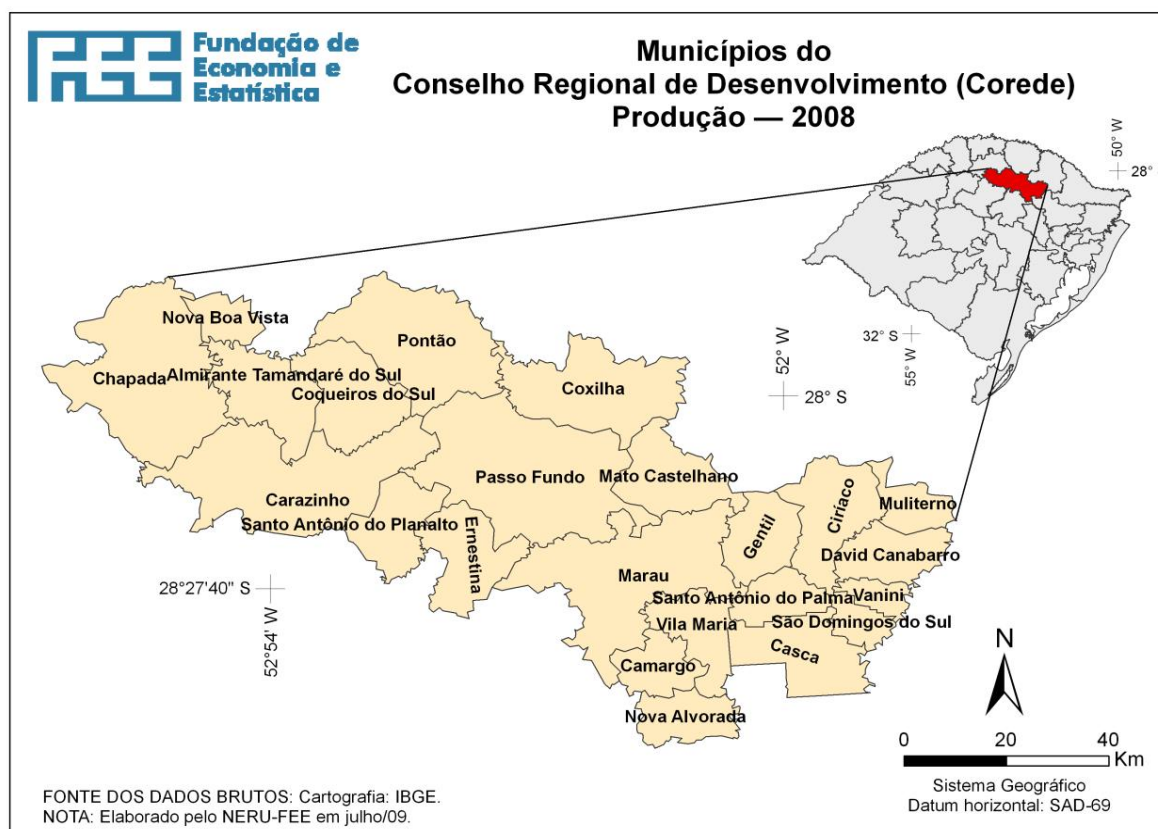 FEE
Fundação de
Economia e
Estatística
Municípios do
Conselho Regional de Desenvolvimento (Corede)
Produção — 2008
50° W
28°
32° S
55° W
52° W
28° S
Nova Boa Vista
Pontão
Chapada
Almirante Tamandaré do Sul
Coqueiros do Sul
Coxilha
Passo Fundo
Mato Castelhano
Carazinho
Santo Antônio do Planalto
Ernestina
Gentil
Ciríaco
Muliterno
David Canabarro
Marau
Santo Antônio do Palma
Vanini
Vila Maria
São Domingos do Sul
Camargo
Casca
Nova Alvorada
28°27'40" S
52°54' W
N
0 20 40
Km
Sistema Geográfico
Datum horizontal: SAD-69
FONTE DOS DADOS BRUTOS: Cartografia: IBGE.
NOTA: Elaborado pelo NERU-FEE em julho/09.